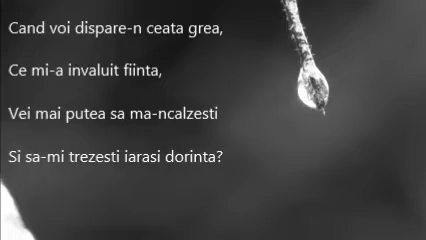 Cand voi dispare-n ceata grea,
Ce mi-a invaluit fiinta,
Vei mai putea sa ma-ncalzesti
Si sa-mi trezesti iarasi dorinta?